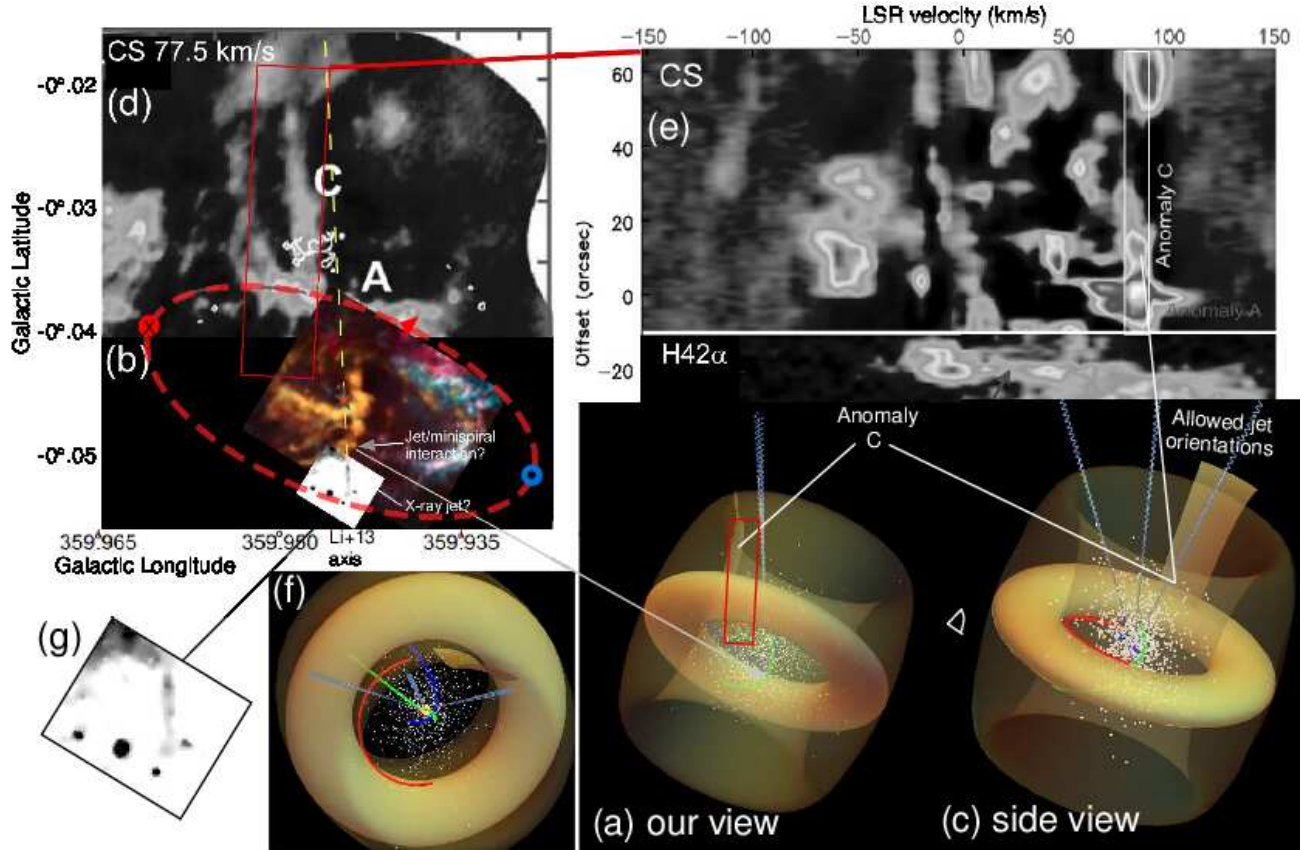 LSR velocity (km/s)
−150 −100 −50 0 50 100 150
CS 77.5 km/s
(d)
-0°.02
-0°.03
-0°.04
-0°.05
Galactic Latitude
C
A
(b)
Jet/minispiral
interaction?
X-ray jet?
359.965
359.950
359.935
Li+13
axis
Galactic Longitude
CS
(e)
60
40
20
0
−20
Offset (arcsec)
Anomaly C
Anomaly A
H42α
Anomaly
C
Allowed jet
orientations
(g)
(f)
(a) our view
(c) side view